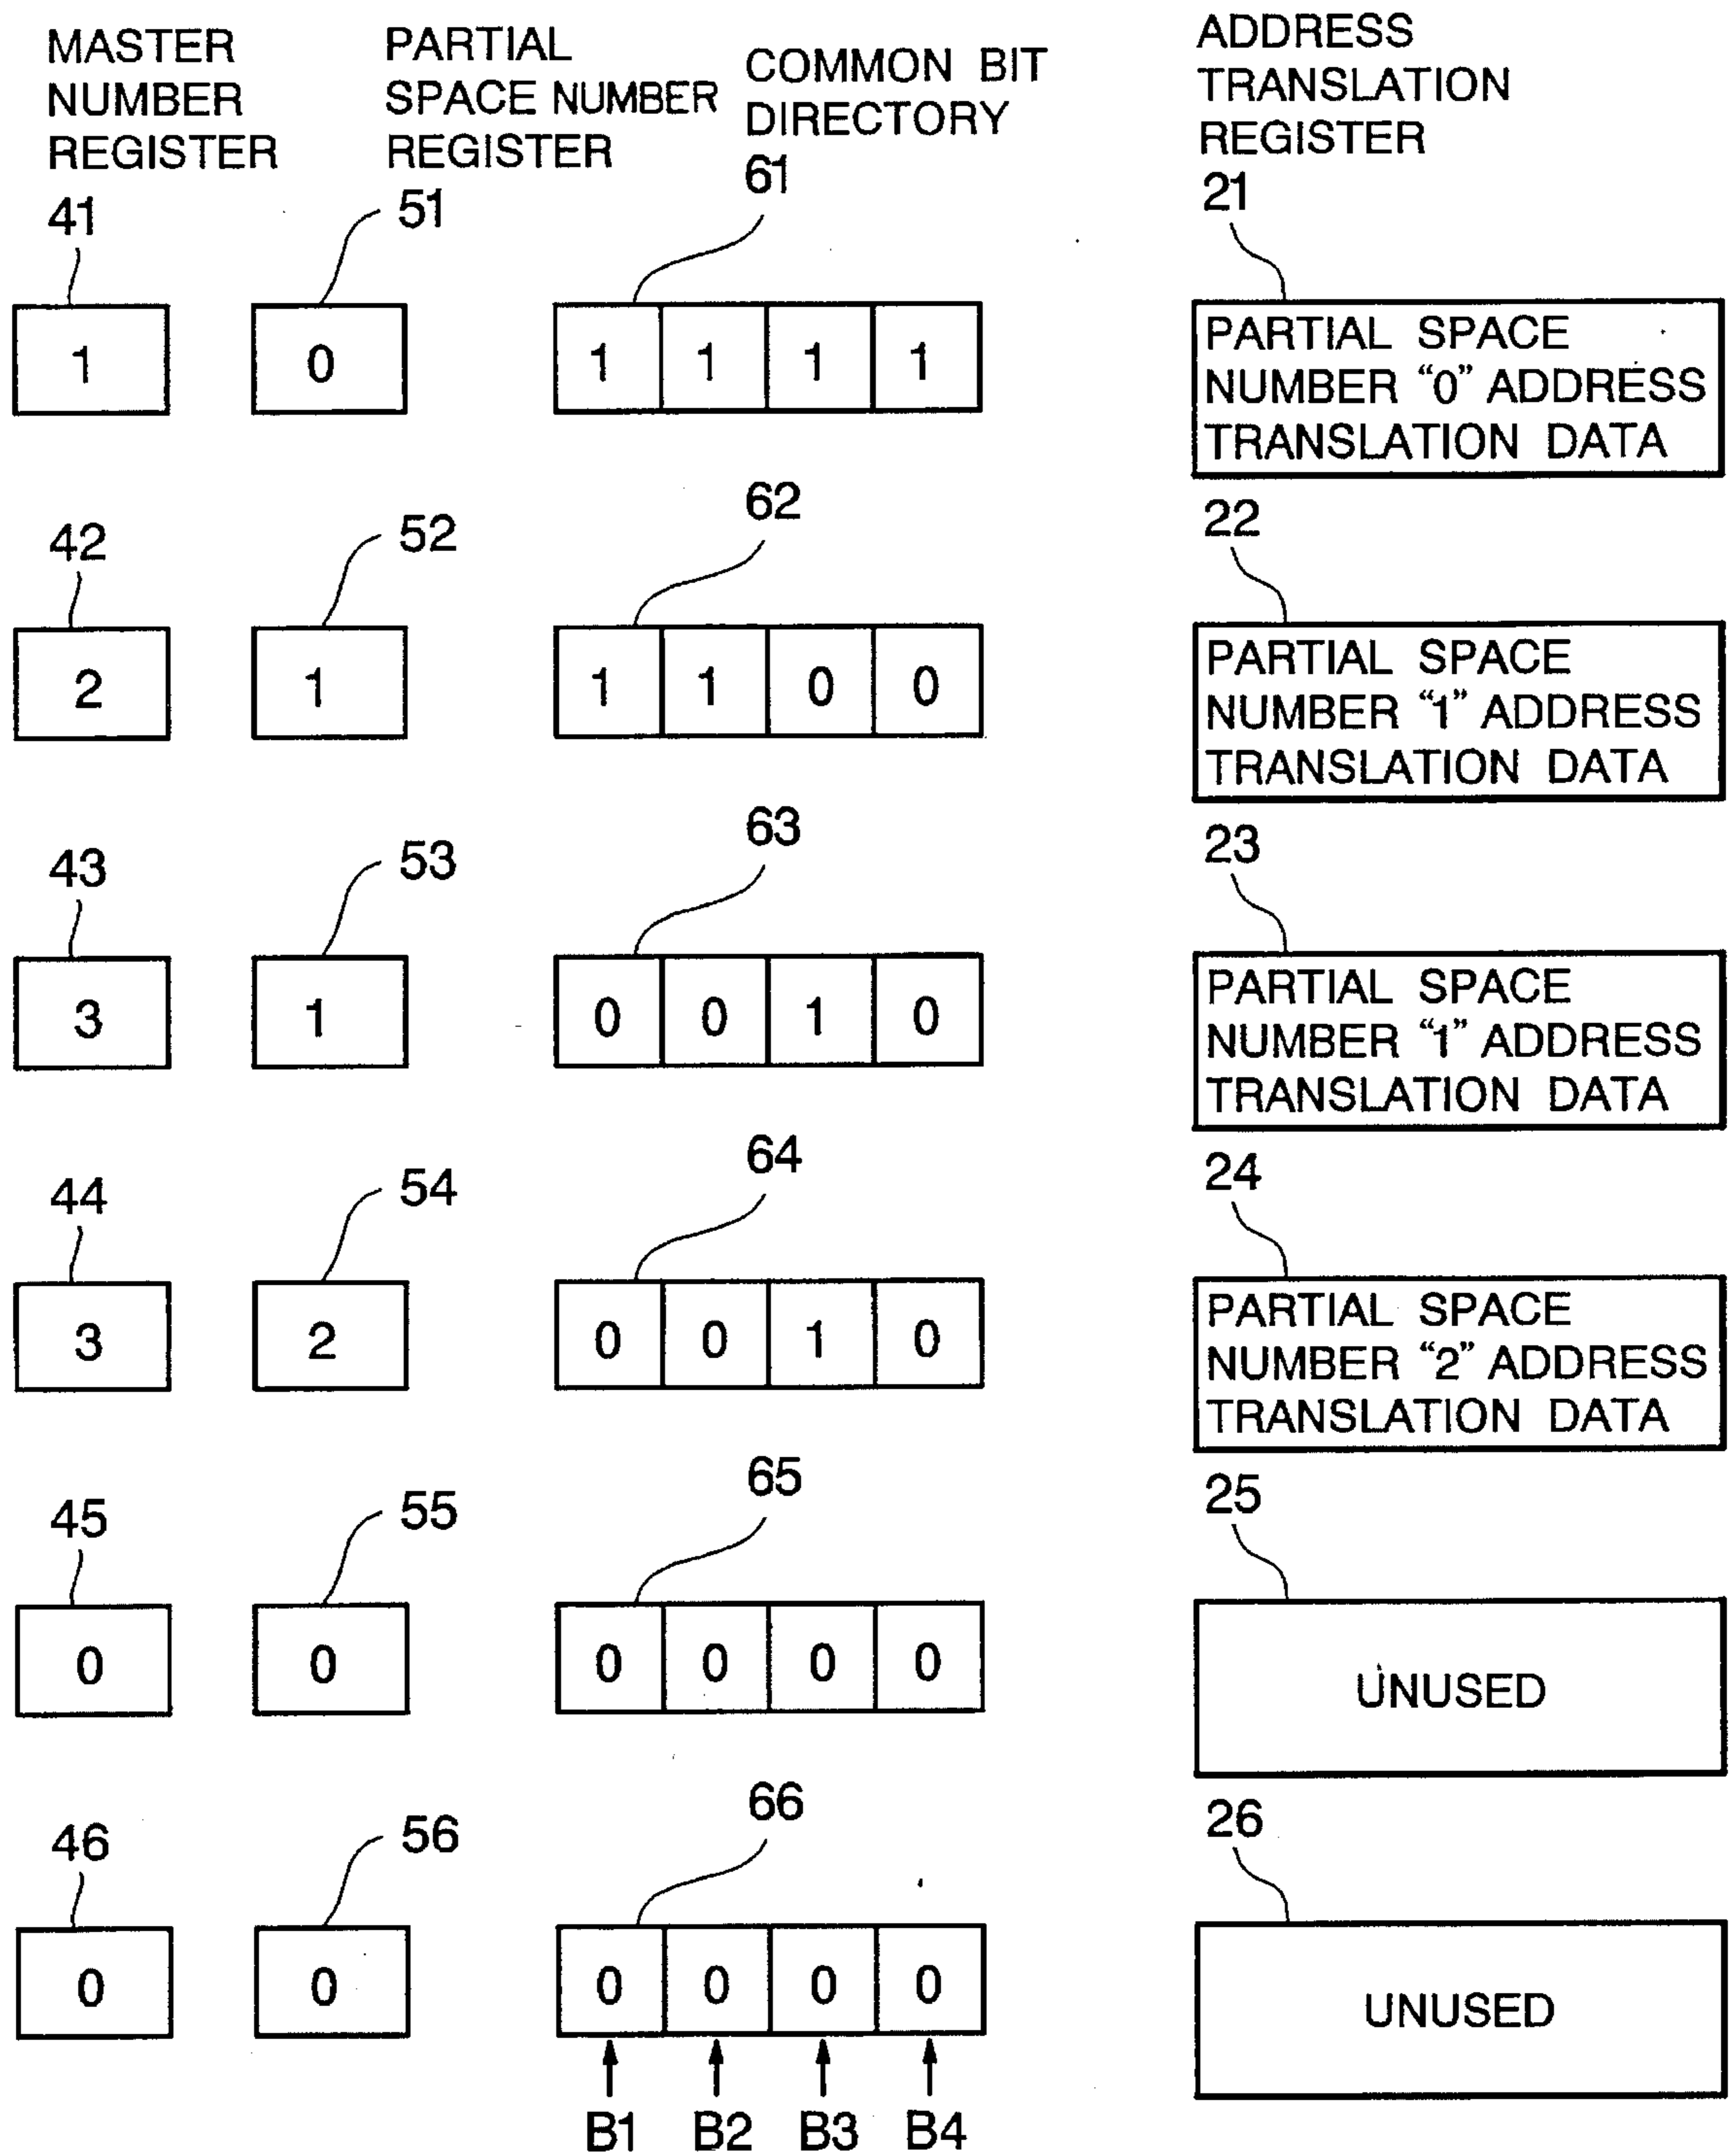 MASTER
NUMBER
REGISTER
PARTIAL
SPACE NUMBER
REGISTER
COMMON BIT
DIRECTORY
ADDRESS
TRANSLATION
REGISTER
41
51
61
21
1
0
1 1 1 1
PARTIAL SPACE
NUMBER "0" ADDRESS
TRANSLATION DATA
42
52
62
22
2
1
1 1 0 0
PARTIAL SPACE
NUMBER "1" ADDRESS
TRANSLATION DATA
43
53
63
23
3
1
0 0 1 0
PARTIAL SPACE
NUMBER "1" ADDRESS
TRANSLATION DATA
44
54
64
24
3
2
0 0 1 0
PARTIAL SPACE
NUMBER "2" ADDRESS
TRANSLATION DATA
45
55
65
25
0
0
0 0 0 0
UNUSED
46
56
66
26
0
0
0 0 0 0
UNUSED
B1 B2 B3 B4